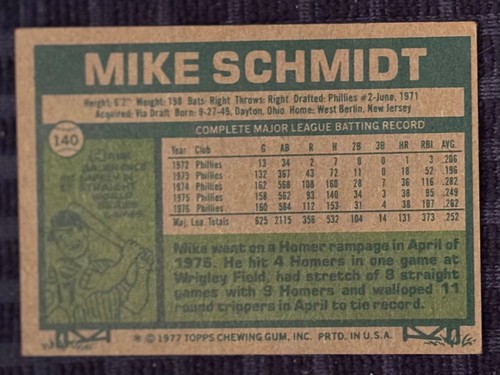 MIKE SCHMIDT
Height: 6'2" Weight: 198 Bats: Right Throws: Right Drafted: Phillies #2-June, 1971
Acquired: Via Draft Born: 9-27-49, Dayton, Ohio Home: West Berlin, New Jersey
140
COMPLETE MAJOR LEAGUE BATTING RECORD
Year Club G AB R H 2B 3B HR RBI AVG.
1972 Phillies 13 34 2 7 0 0 1 3 .206
1973 Phillies 132 367 43 72 11 0 18 52 .196
1974 Phillies 162 568 108 160 28 7 36 116 .282
1975 Phillies 158 562 93 140 34 3 38 95 .249
1976 Phillies 160 584 112 153 31 4 38 107 .262
Maj. Lea. Totals 625 2115 358 532 104 14 131 373 .252
STRAIGHT
Mike went on a Homer rampage in April of
1976. He hit 4 Homers in one game at
Wrigley Field, had stretch of 8 straight
games with 9 Homers and walloped 11
round trippers in April to tie record.
* © 1977 TOPPS CHEWING GUM, INC. PRTD. IN U.S.A.